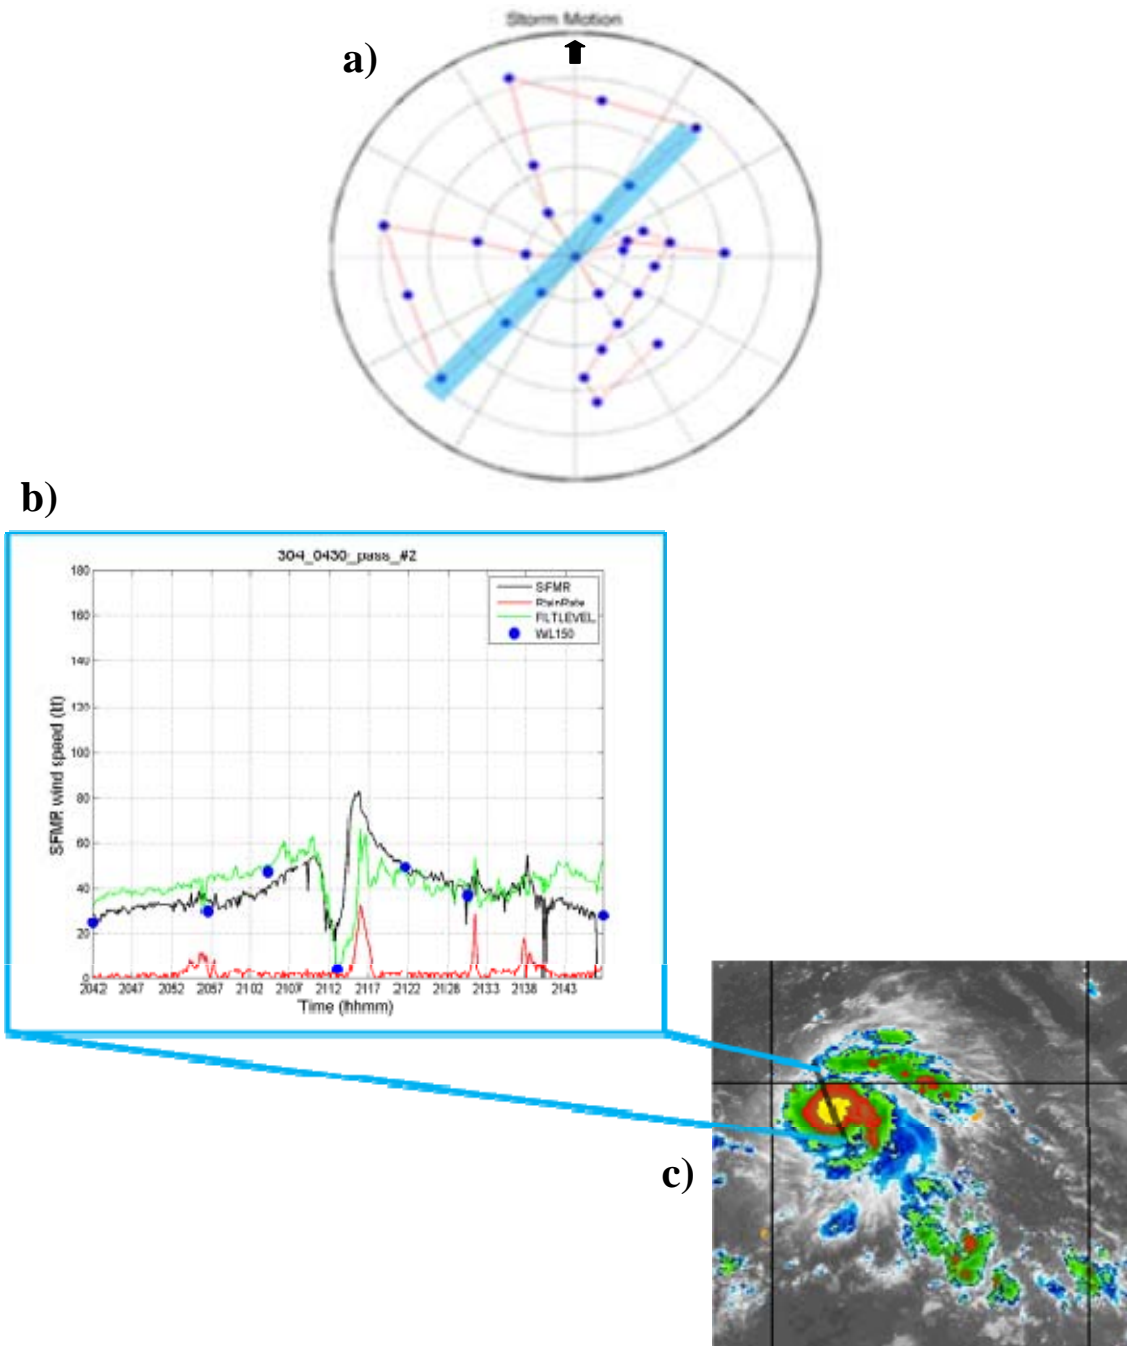 Storm Motion
a)
b)
304_0430_pass_#2
180
160
140
120
100
80
60
40
20
0
SFMR wind speed (kt)
SFMR
RainRate
FLTLEVEL
WL150
2042 2047 2052 2057 2102 2107 2112 2117 2122 2128 2133 2138 2143
Time (hhmm)
c)